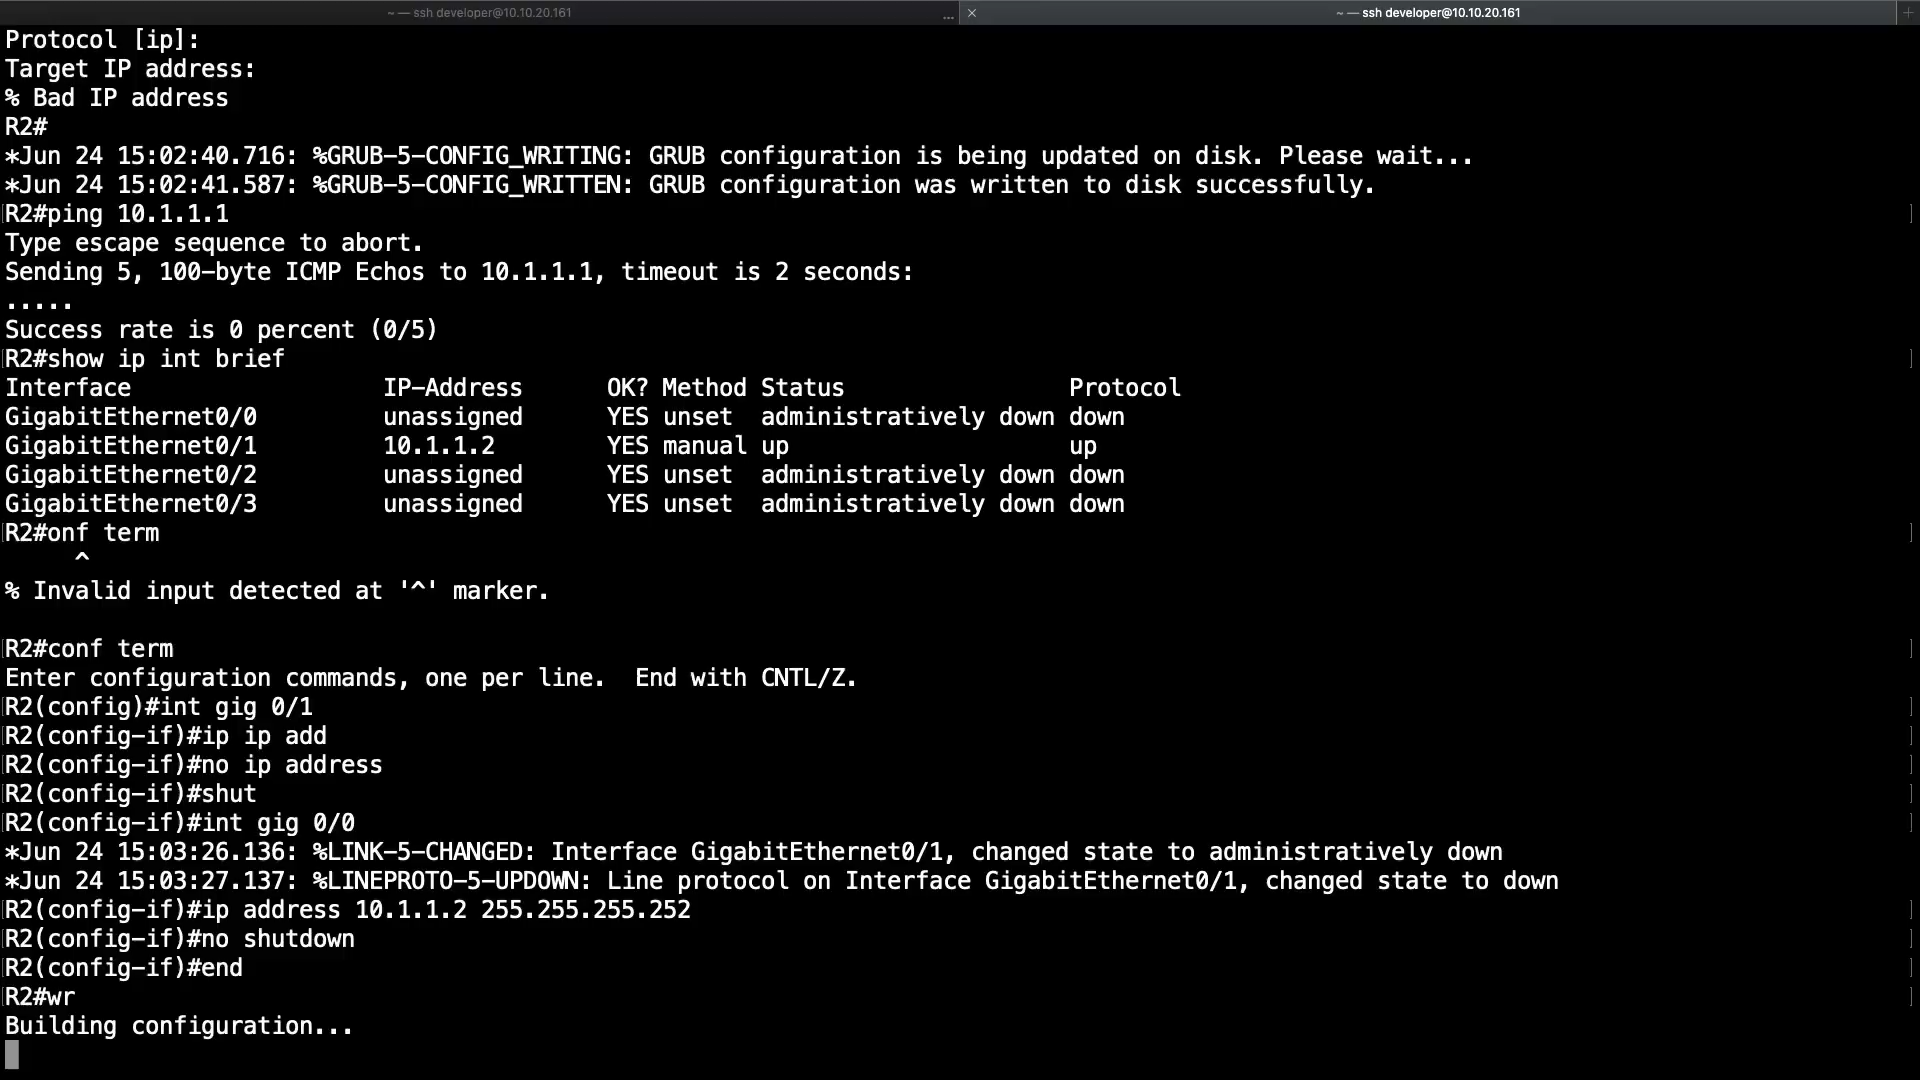 ~ — ssh developer@10.10.20.161 ... × ~ — ssh developer@10.10.20.161 +
Protocol [ip]:
Target IP address:
% Bad IP address
R2#
*Jun 24 15:02:40.716: %GRUB-5-CONFIG_WRITING: GRUB configuration is being updated on disk. Please wait...
*Jun 24 15:02:41.587: %GRUB-5-CONFIG_WRITTEN: GRUB configuration was written to disk successfully.
[R2#ping 10.1.1.1 ]
Type escape sequence to abort.
Sending 5, 100-byte ICMP Echos to 10.1.1.1, timeout is 2 seconds:
.....
Success rate is 0 percent (0/5)
[R2#show ip int brief ]
Interface IP-Address OK? Method Status Protocol
GigabitEthernet0/0 unassigned YES unset administratively down down
GigabitEthernet0/1 10.1.1.2 YES manual up up
GigabitEthernet0/2 unassigned YES unset administratively down down
GigabitEthernet0/3 unassigned YES unset administratively down down
[R2#onf term ]
^
% Invalid input detected at '^' marker.
[R2#conf term ]
Enter configuration commands, one per line. End with CNTL/Z.
[R2(config)#int gig 0/1 ]
[R2(config-if)#ip ip add ]
[R2(config-if)#no ip address ]
[R2(config-if)#shut ]
[R2(config-if)#int gig 0/0 ]
*Jun 24 15:03:26.136: %LINK-5-CHANGED: Interface GigabitEthernet0/1, changed state to administratively down
*Jun 24 15:03:27.137: %LINEPROTO-5-UPDOWN: Line protocol on Interface GigabitEthernet0/1, changed state to down
[R2(config-if)#ip address 10.1.1.2 255.255.255.252 ]
[R2(config-if)#no shutdown ]
[R2(config-if)#end ]
[R2#wr ]
Building configuration...